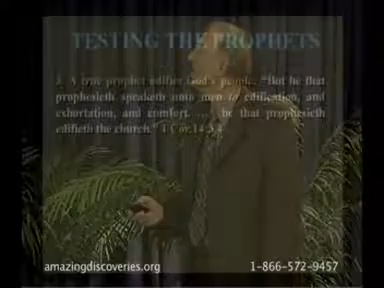 TESTING THE PROPHETS
3. A true prophet edifies God's people. "But he that
prophesieth speaketh unto men to edification, and
exhortation, and comfort .... he that prophesieth
edifieth the church." 1 Cor.14:3,4
amazingdiscoveries.org
1-866-572-9457